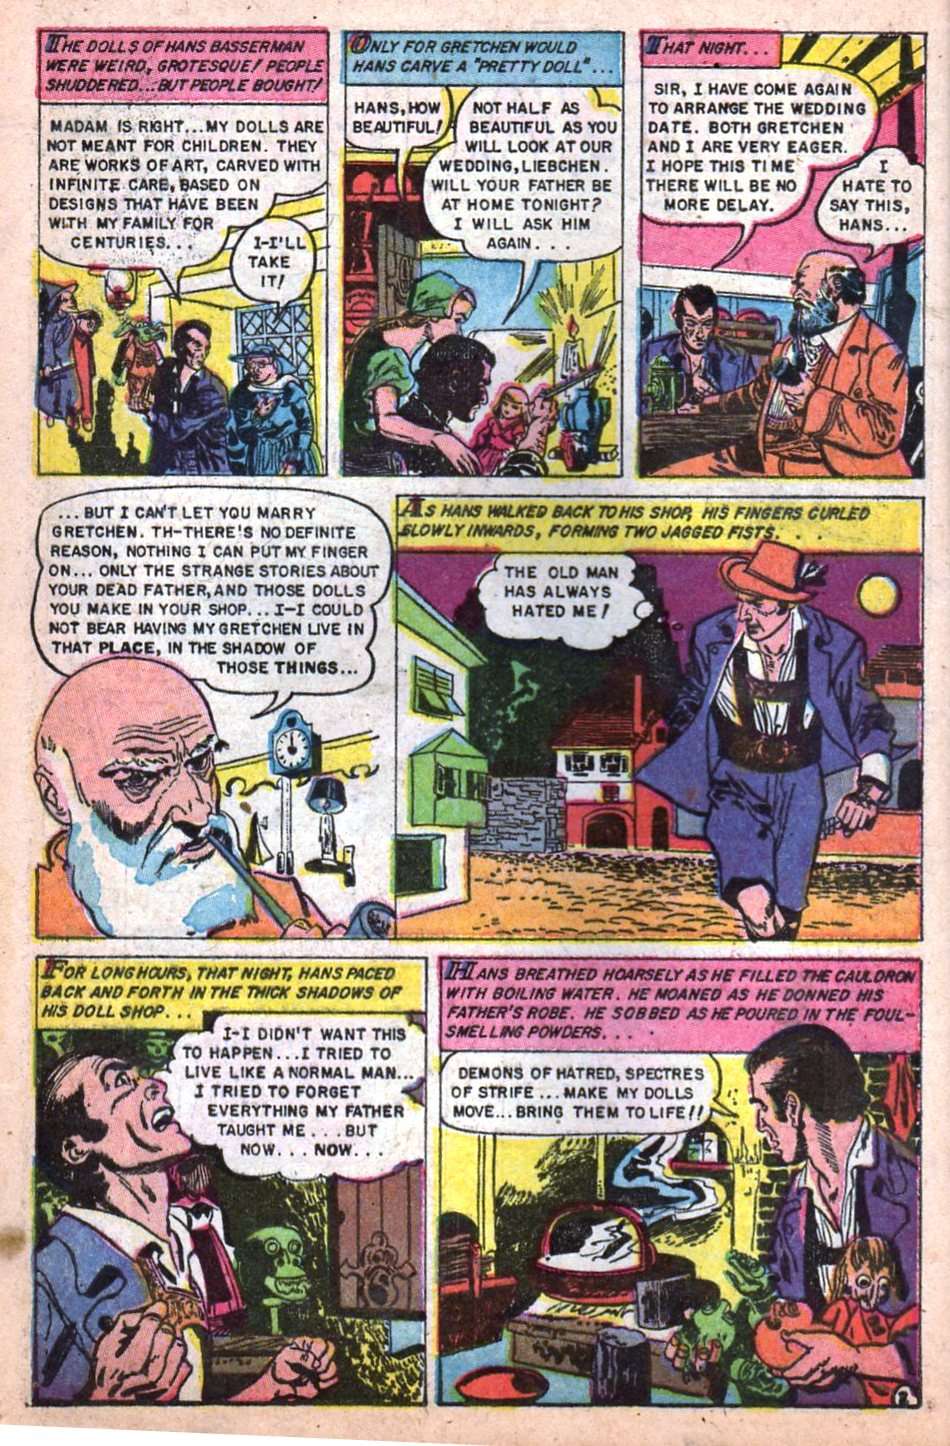 THE DOLLS OF HANS BASSERMAN
WERE WEIRD, GROTESQUE! PEOPLE
SHUDDERED...BUT PEOPLE BOUGHT!
MADAM IS RIGHT...MY DOLLS ARE
NOT MEANT FOR CHILDREN. THEY
ARE WORKS OF ART, CARVED WITH
INFINITE CARE, BASED ON
DESIGNS THAT HAVE BEEN
WITH MY FAMILY FOR
CENTURIES...
I-I'LL
TAKE
IT!
ONLY FOR GRETCHEN WOULD
HANS CARVE A "PRETTY DOLL"...
HANS, HOW
BEAUTIFUL!
NOT HALF AS
BEAUTIFUL AS YOU
WILL LOOK AT OUR
WEDDING, LIEBCHEN.
WILL YOUR FATHER BE
AT HOME TONIGHT?
I WILL ASK HIM
AGAIN...
THAT NIGHT...
SIR, I HAVE COME AGAIN
TO ARRANGE THE WEDDING
DATE. BOTH GRETCHEN
AND I ARE VERY EAGER.
I HOPE THIS TIME
THERE WILL BE NO
MORE DELAY.
I
HATE TO
SAY THIS,
HANS...
...BUT I CAN'T LET YOU MARRY
GRETCHEN. TH-THERE'S NO DEFINITE
REASON, NOTHING I CAN PUT MY FINGER
ON... ONLY THE STRANGE STORIES ABOUT
YOUR DEAD FATHER, AND THOSE DOLLS
YOU MAKE IN YOUR SHOP... I-I COULD
NOT BEAR HAVING MY GRETCHEN LIVE IN
THAT PLACE, IN THE SHADOW OF
THOSE THINGS...
AS HANS WALKED BACK TO HIS SHOP, HIS FINGERS CURLED
SLOWLY INWARDS, FORMING TWO JAGGED FISTS....
THE OLD MAN
HAS ALWAYS
HATED ME!
FOR LONG HOURS, THAT NIGHT, HANS PACED
BACK AND FORTH IN THE THICK SHADOWS OF
HIS DOLL SHOP...
I-I DIDN'T WANT THIS
TO HAPPEN...I TRIED TO
LIVE LIKE A NORMAL MAN...
I TRIED TO FORGET
EVERYTHING MY FATHER
TAUGHT ME...BUT
NOW...NOW...
HANS BREATHED HOARSELY AS HE FILLED THE CAULDRON
WITH BOILING WATER. HE MOANED AS HE DONNED HIS
FATHER'S ROBE. HE SOBBED AS HE POURED IN THE FOUL-
SMELLING POWDERS...
DEMONS OF HATRED, SPECTRES
OF STRIFE...MAKE MY DOLLS
MOVE...BRING THEM TO LIFE!!
2